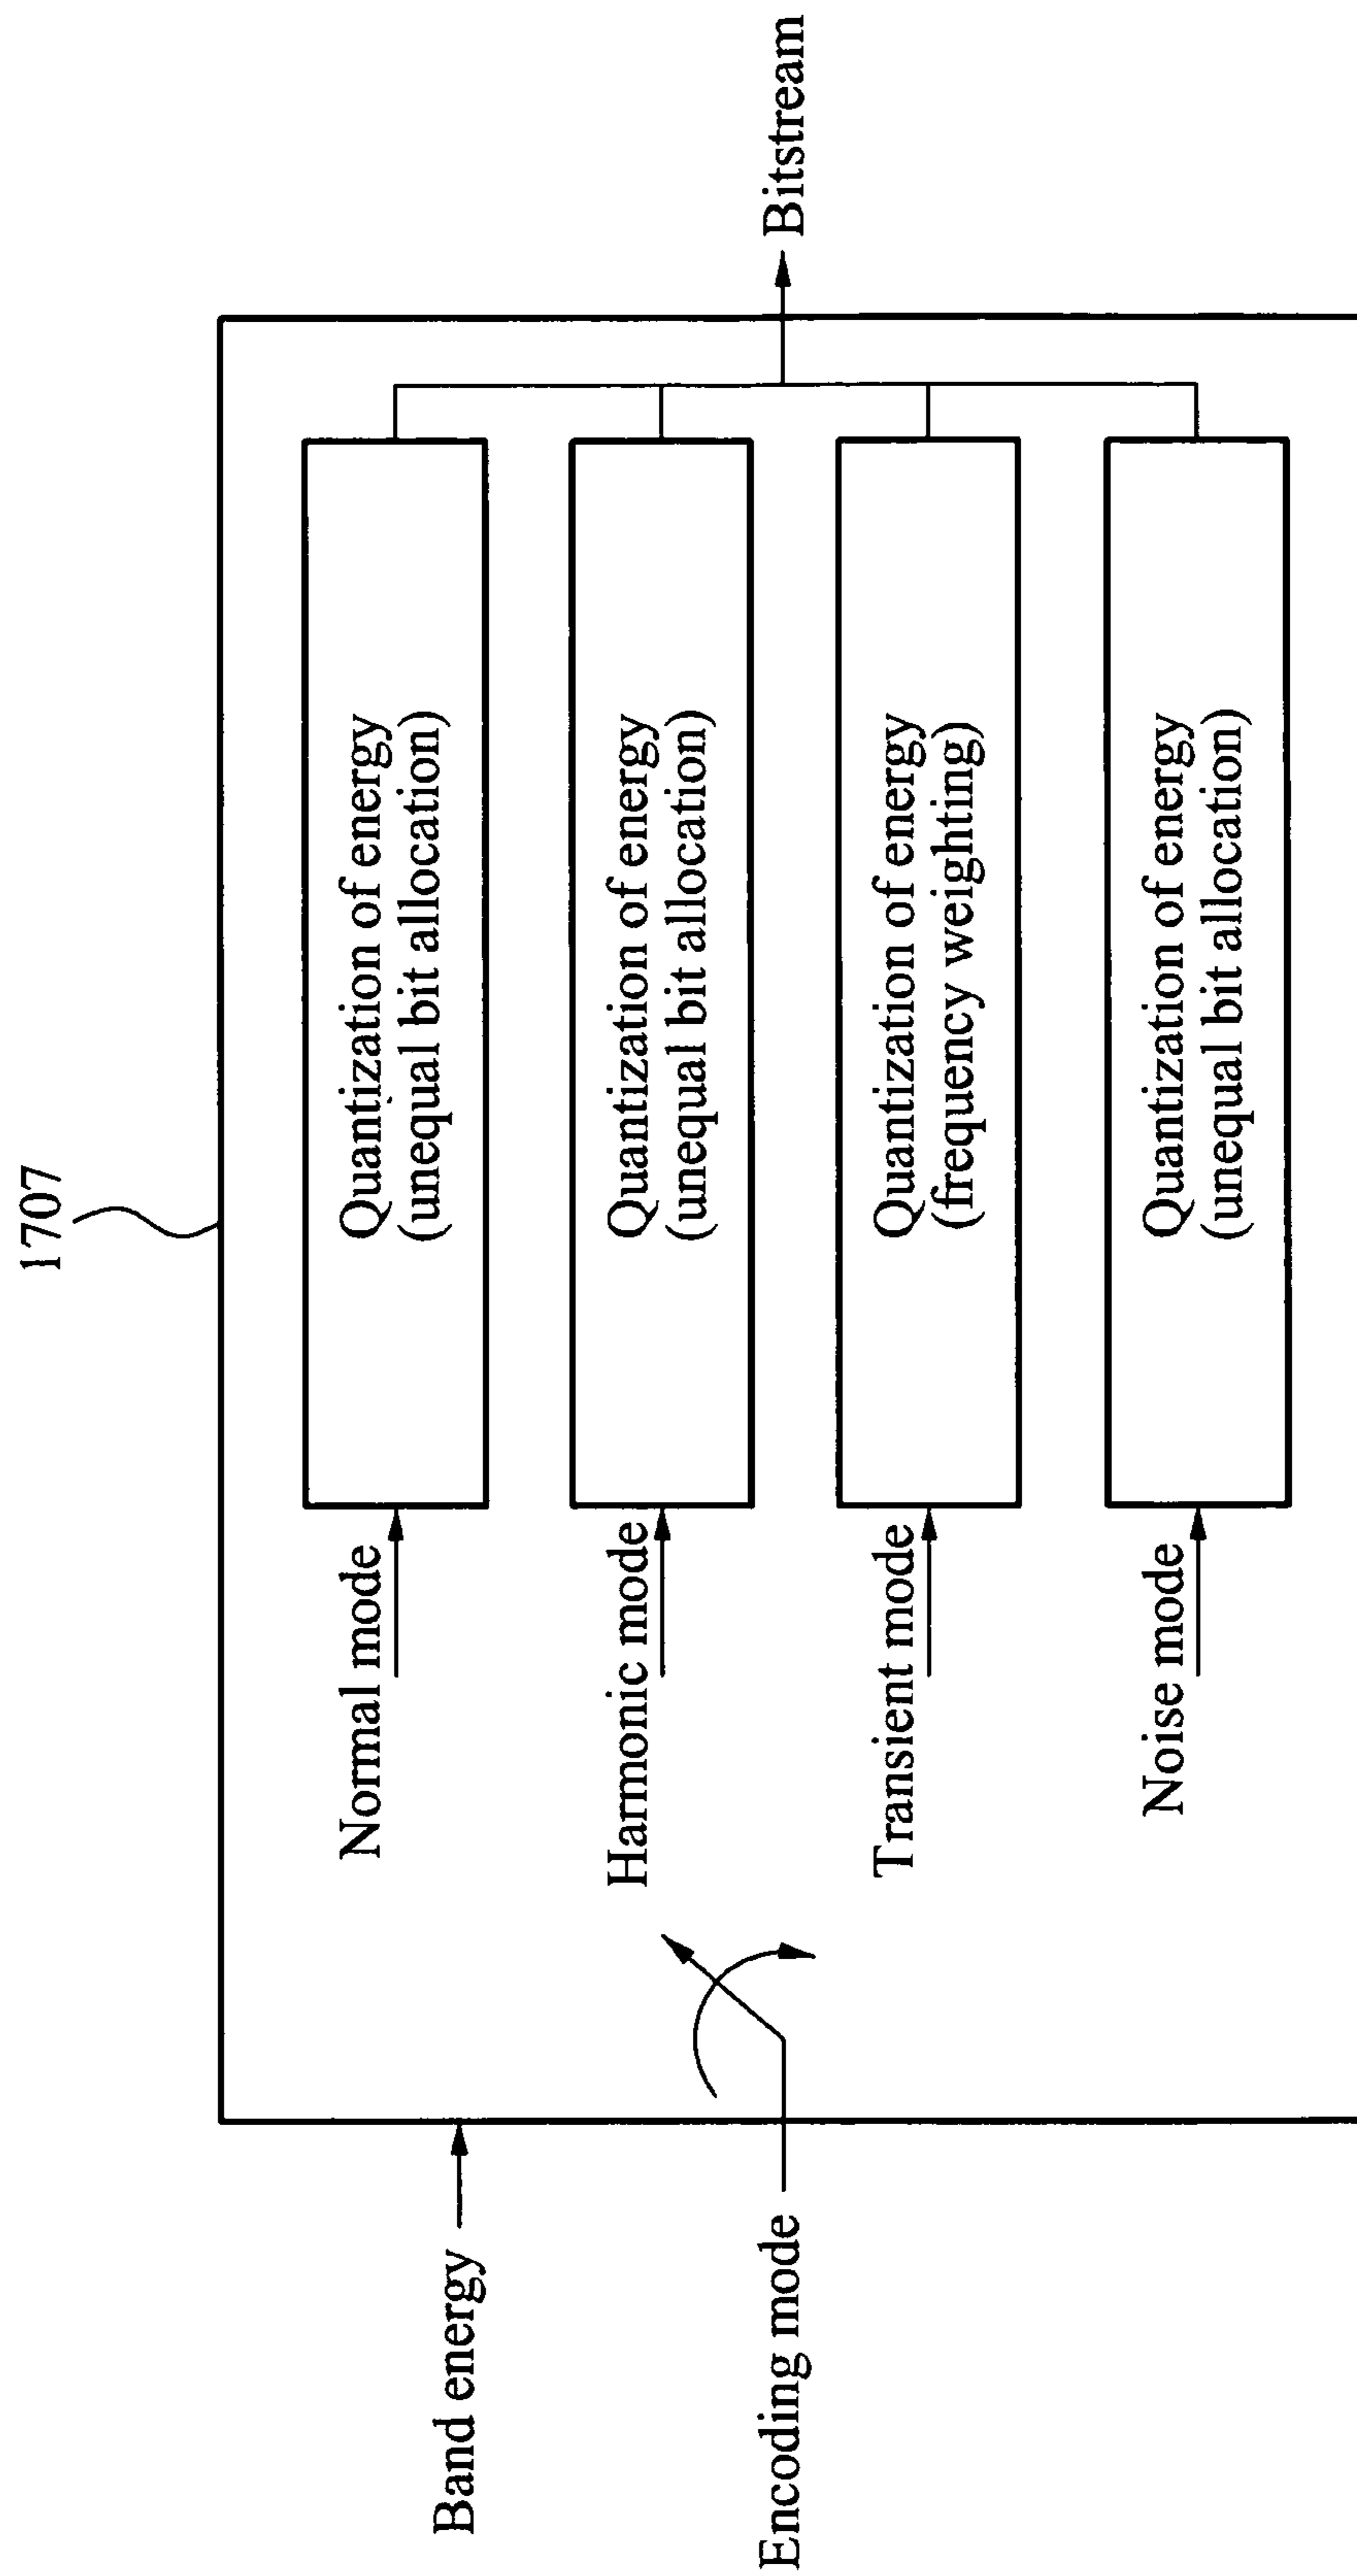 1707
Band energy
Encoding mode
Normal mode
Quantization of energy
(unequal bit allocation)
Harmonic mode
Quantization of energy
(unequal bit allocation)
Transient mode
Quantization of energy
(frequency weighting)
Noise mode
Quantization of energy
(unequal bit allocation)
Bitstream